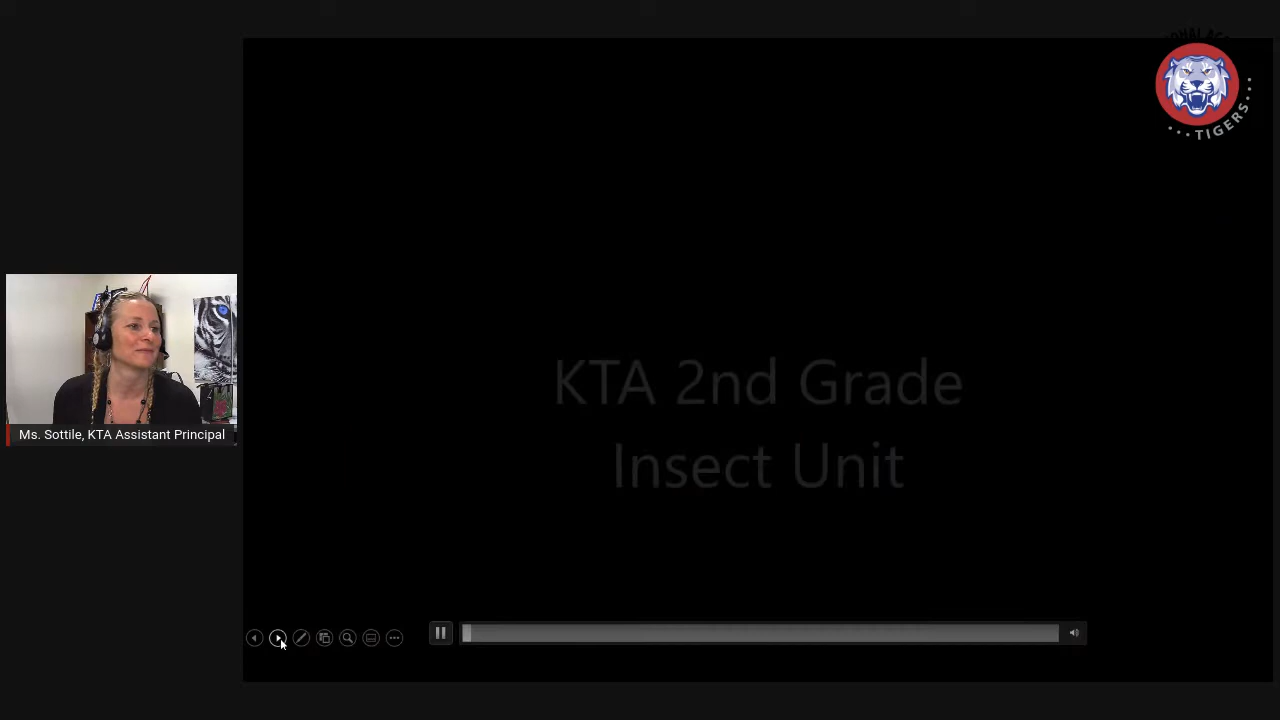 TIGERS
KTA 2nd Grade
Insect Unit
Ms. Sottile, KTA Assistant Principal